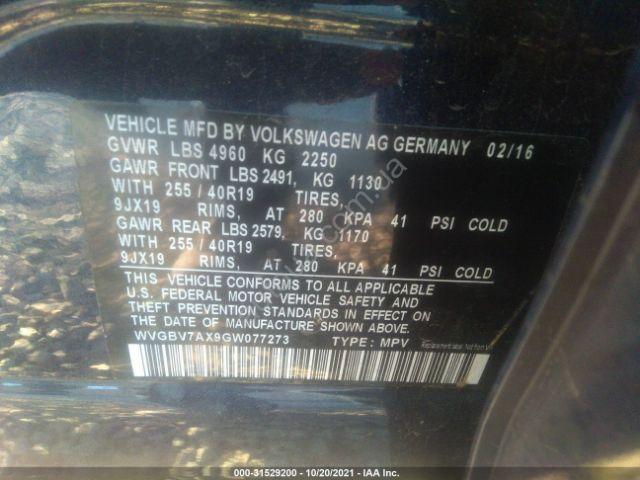 VEHICLE MFD BY VOLKSWAGEN AG GERMANY 02/16
GVWR LBS 4960 KG 2250
GAWR FRONT LBS 2491, KG 1130
WITH 255 / 40R19 TIRES,
9JX19 RIMS, AT 280 KPA 41 PSI COLD
GAWR REAR LBS 2579, KG 1170
WITH 255 / 40R19 TIRES,
9JX19 RIMS, AT 280 KPA 41 PSI COLD
THIS VEHICLE CONFORMS TO ALL APPLICABLE
U.S. FEDERAL MOTOR VEHICLE SAFETY AND
THEFT PREVENTION STANDARDS IN EFFECT ON
THE DATE OF MANUFACTURE SHOWN ABOVE.
WVGBV7AX9GW077273 TYPE: MPV
Replacement label. Not from V
000-31529200 - 10/20/2021 - IAA Inc.